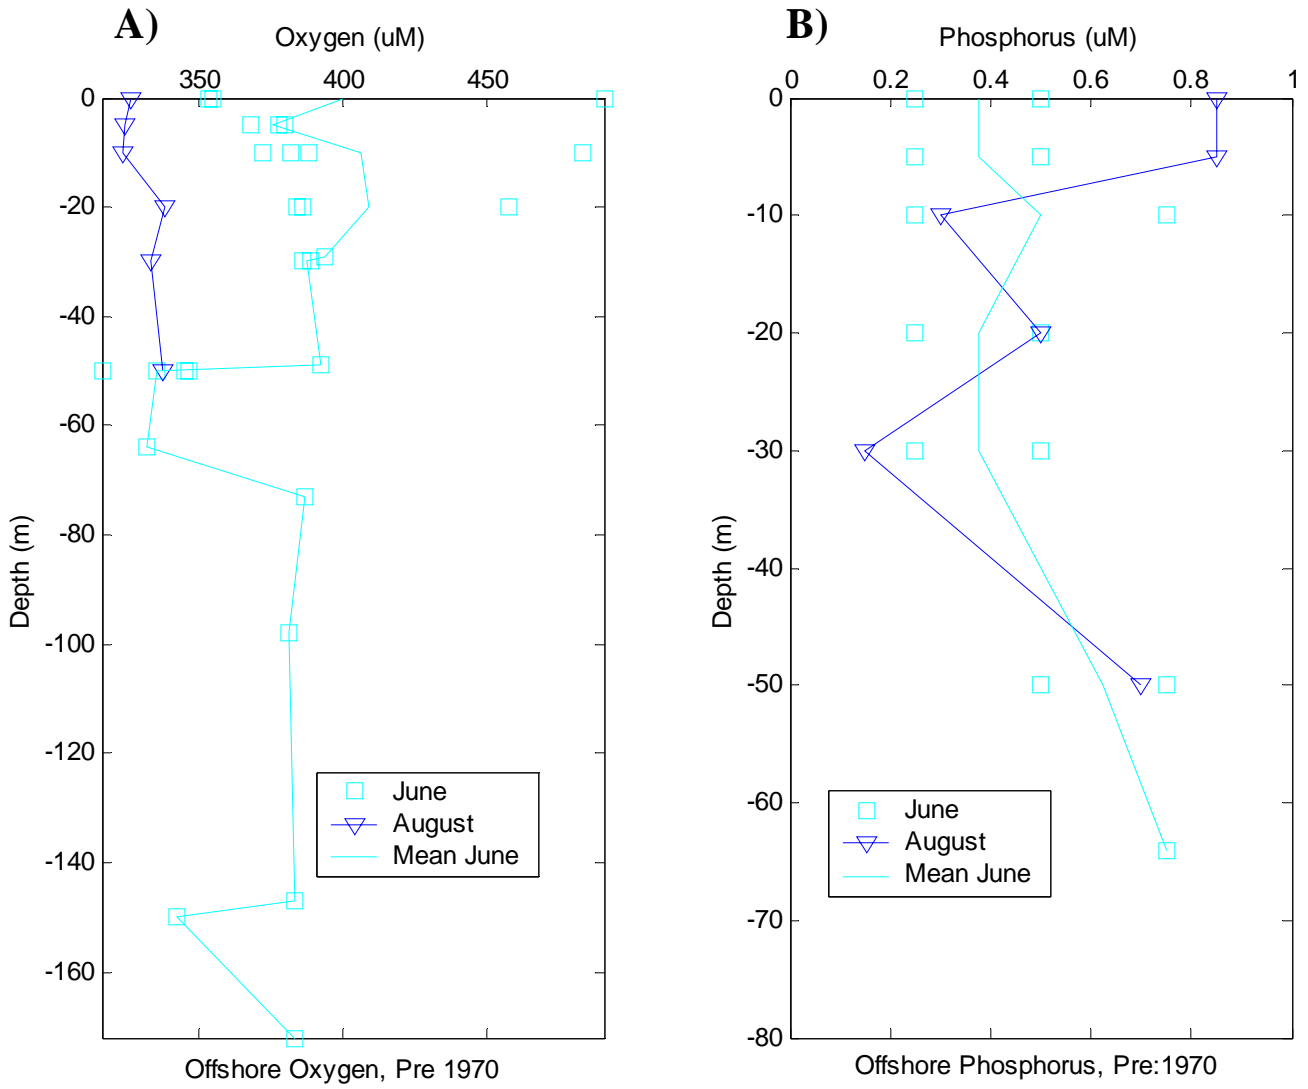 A)
Oxygen (uM)
350 400 450
0
-20
-40
-60
-80
-100
-120
-140
-160
Depth (m)
June
August
Mean June
Offshore Oxygen, Pre 1970
B)
Phosphorus (uM)
0 0.2 0.4 0.6 0.8 1
0
-10
-20
-30
-40
-50
-60
-70
-80
Depth (m)
June
August
Mean June
Offshore Phosphorus, Pre:1970